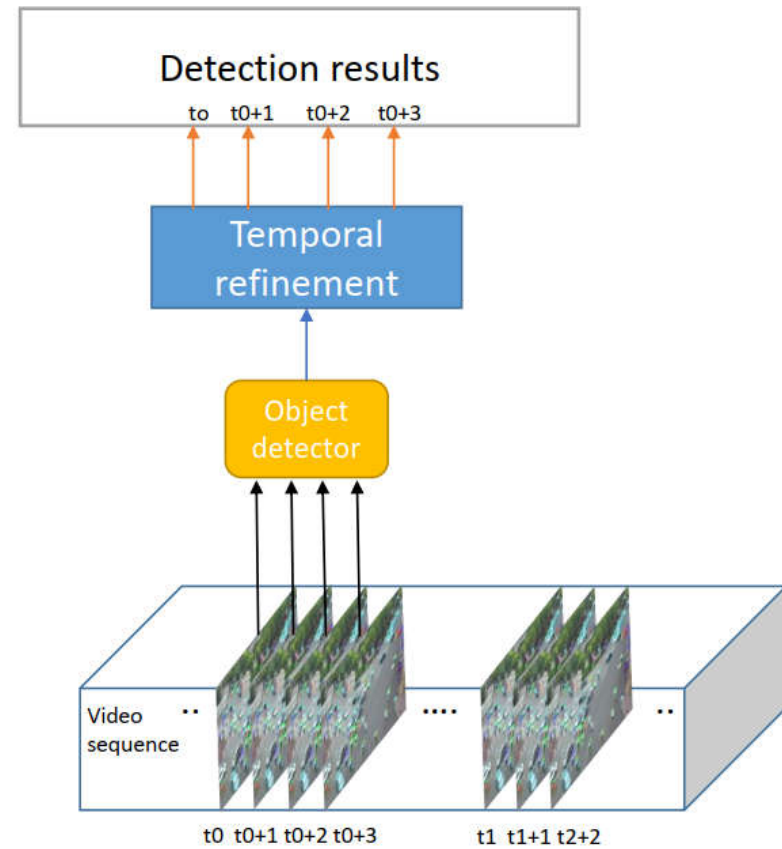 Detection results
to t0+1 t0+2 t0+3
Temporal
refinement
Object
detector
Video
sequence
.. .... ..
t0 t0+1 t0+2 t0+3 t1 t1+1 t2+2